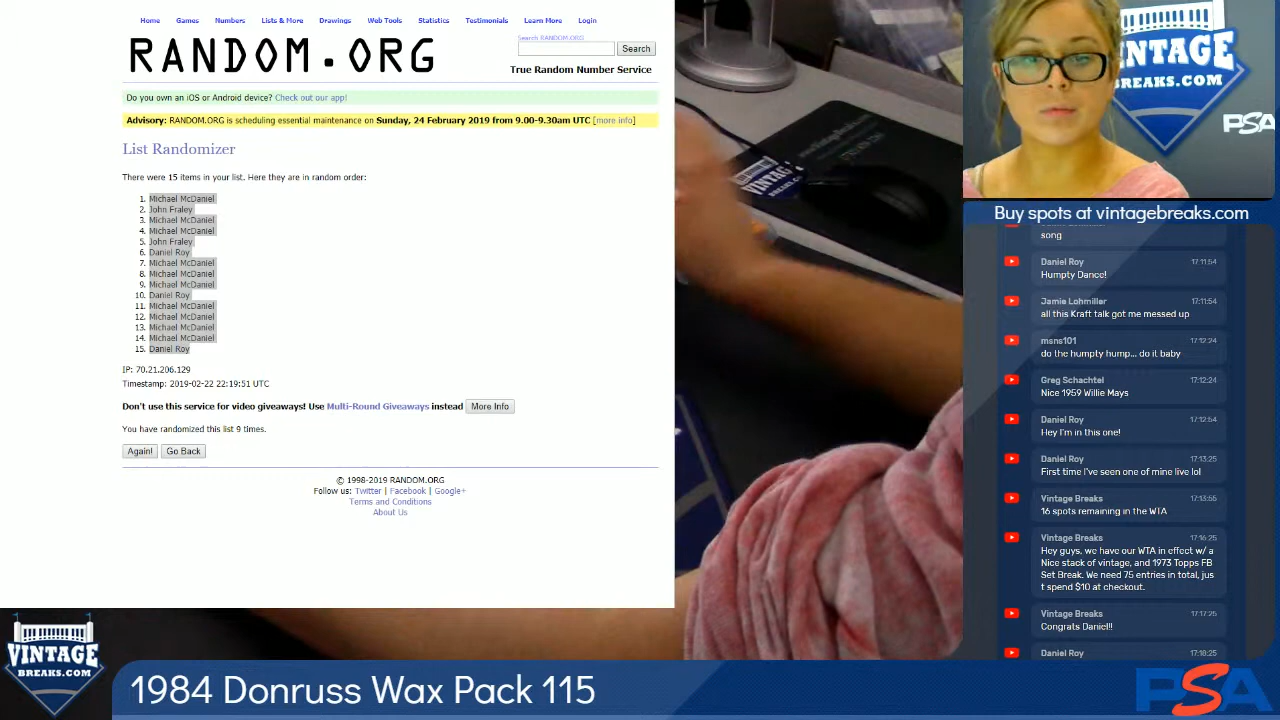 Home Games Numbers Lists & More Drawings Web Tools Statistics Testimonials Learn More Login
RANDOM.ORG
Search RANDOM.ORG
Search
True Random Number Service
Do you own an iOS or Android device? Check out our app!
Advisory: RANDOM.ORG is scheduling essential maintenance on Sunday, 24 February 2019 from 9.00-9.30am UTC [more info]
List Randomizer
There were 15 items in your list. Here they are in random order:
1. Michael McDaniel
2. John Fraley
3. Michael McDaniel
4. Michael McDaniel
5. John Fraley
6. Daniel Roy
7. Michael McDaniel
8. Michael McDaniel
9. Michael McDaniel
10. Daniel Roy
11. Michael McDaniel
12. Michael McDaniel
13. Michael McDaniel
14. Michael McDaniel
15. Daniel Roy
IP: 70.21.206.129
Timestamp: 2019-02-22 22:19:51 UTC
Don't use this service for video giveaways! Use Multi-Round Giveaways instead More Info
You have randomized this list 9 times.
Again! Go Back
© 1998-2019 RANDOM.ORG
Follow us: Twitter | Facebook | Google+
Terms and Conditions
About Us
VINTAGE
BREAKS.COM
PSA
Buy spots at vintagebreaks.com
song
Daniel Roy 17:11:54
Humpty Dance!
Jamie Lohmiller 17:11:54
all this Kraft talk got me messed up
msns101 17:12:24
do the humpty hump... do it baby
Greg Schachtel 17:12:24
Nice 1959 Willie Mays
Daniel Roy 17:12:54
Hey I'm in this one!
Daniel Roy 17:13:25
First time I've seen one of mine live lol
Vintage Breaks 17:13:55
16 spots remaining in the WTA
Vintage Breaks 17:16:25
Hey guys, we have our WTA in effect w/ a
Nice stack of vintage, and 1973 Topps FB
Set Break. We need 75 entries in total, jus
t spend $10 at checkout.
Vintage Breaks 17:17:25
Congrats Daniel!!
Daniel Roy 17:18:25
VINTAGE
VINTAGE
BREAKS.COM
1984 Donruss Wax Pack 115
PSA